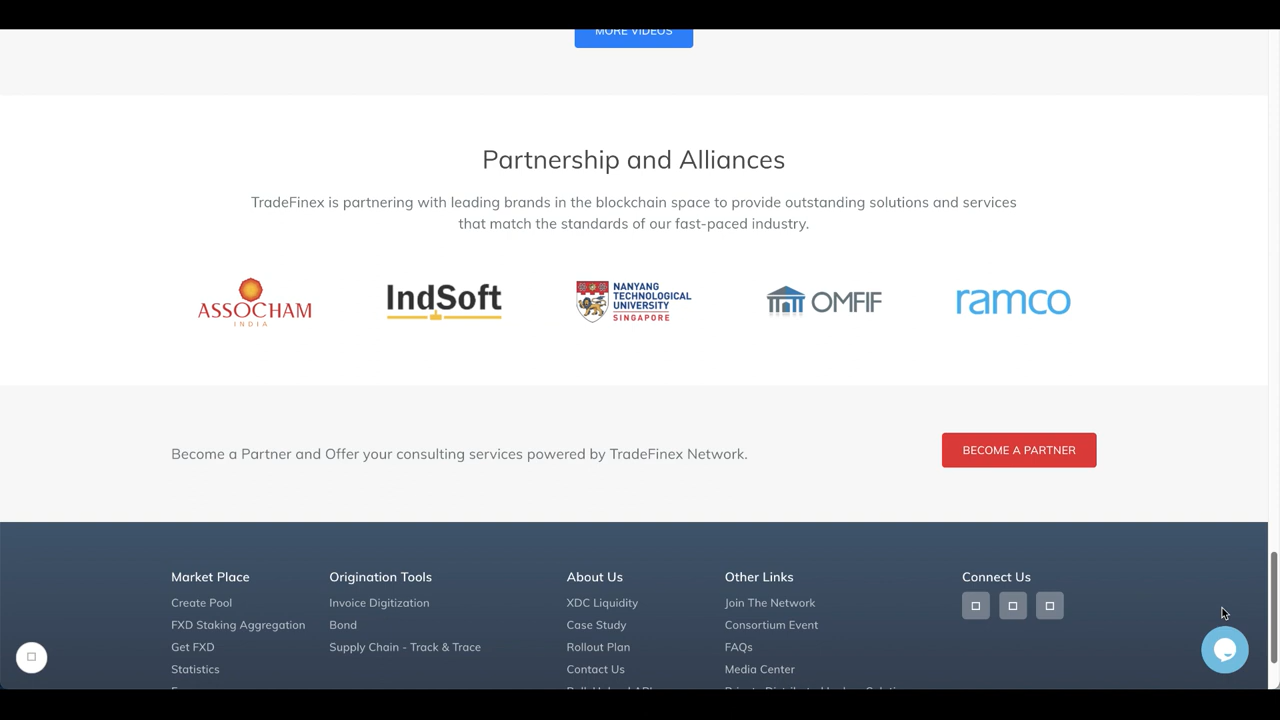 MORE VIDEOS
Partnership and Alliances
TradeFinex is partnering with leading brands in the blockchain space to provide outstanding solutions and services
that match the standards of our fast-paced industry.
ASSOCHAM
INDIA
IndSoft
NANYANG
TECHNOLOGICAL
UNIVERSITY
SINGAPORE
OMFIF
ramco
Become a Partner and Offer your consulting services powered by TradeFinex Network.
BECOME A PARTNER
Market Place
Create Pool
FXD Staking Aggregation
Get FXD
Statistics
Origination Tools
Invoice Digitization
Bond
Supply Chain - Track & Trace
About Us
XDC Liquidity
Case Study
Rollout Plan
Contact Us
Other Links
Join The Network
Consortium Event
FAQs
Media Center
Connect Us